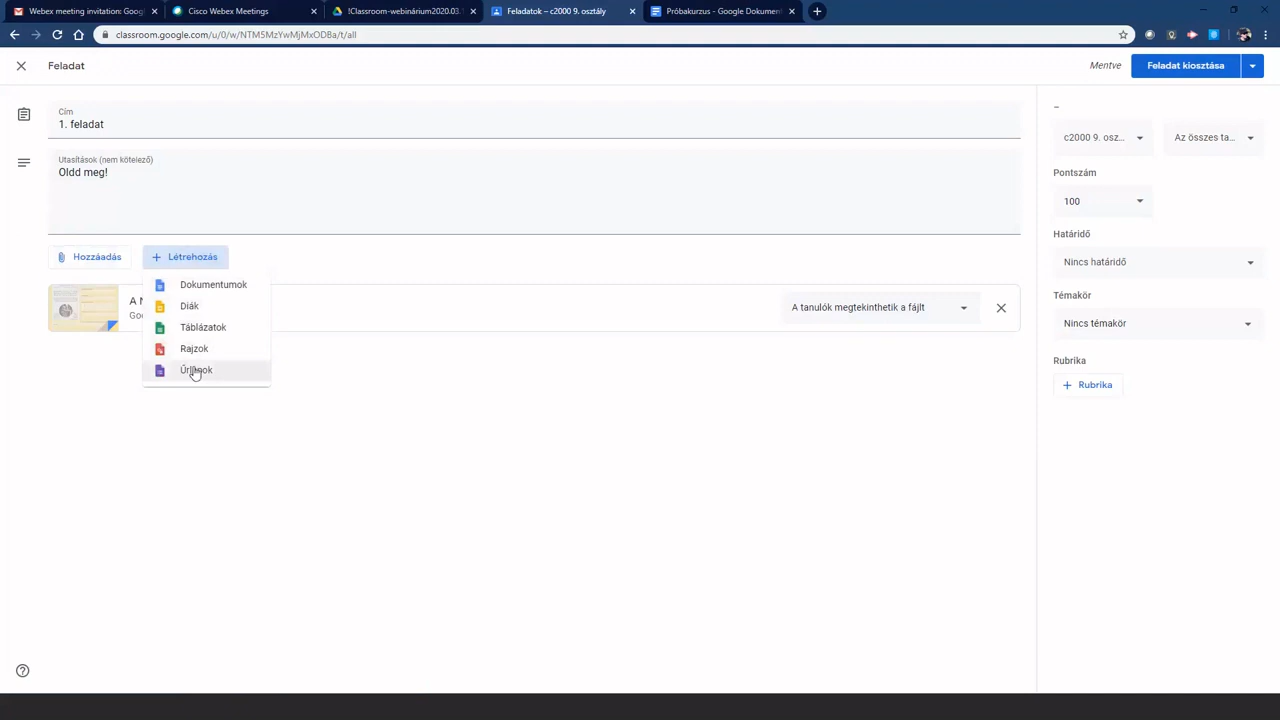 Webex meeting invitation: Goog
Cisco Webex Meetings
!Classroom-webinárium2020.03.
Feladatok – c2000 9. osztály
Próbakurzus - Google Dokumen
classroom.google.com/u/0/w/NTM5MzYwMjMxODBa/t/all
Feladat
Mentve
Feladat kiosztása
Cím
1. feladat
Utasítások (nem kötelező)
Oldd meg!
Hozzáadás
Létrehozás
Dokumentumok
Diák
Táblázatok
Rajzok
Űrlapok
A tanulók megtekinthetik a fájlt
–
c2000 9. osz...
Az összes ta...
Pontszám
100
Határidő
Nincs határidő
Témakör
Nincs témakör
Rubrika
Rubrika